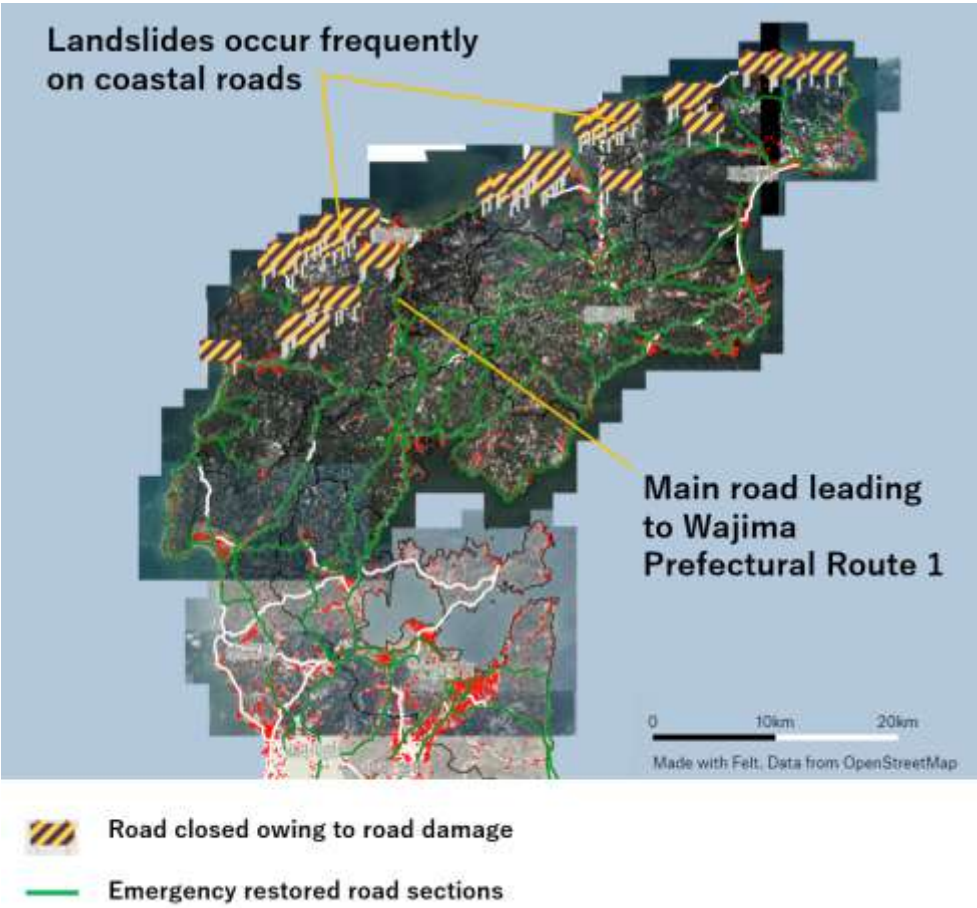 Landslides occur frequently
on coastal roads
Main road leading
to Wajima
Prefectural Route 1
0 10km 20km
Made with Felt. Data from OpenStreetMap
Road closed owing to road damage
Emergency restored road sections